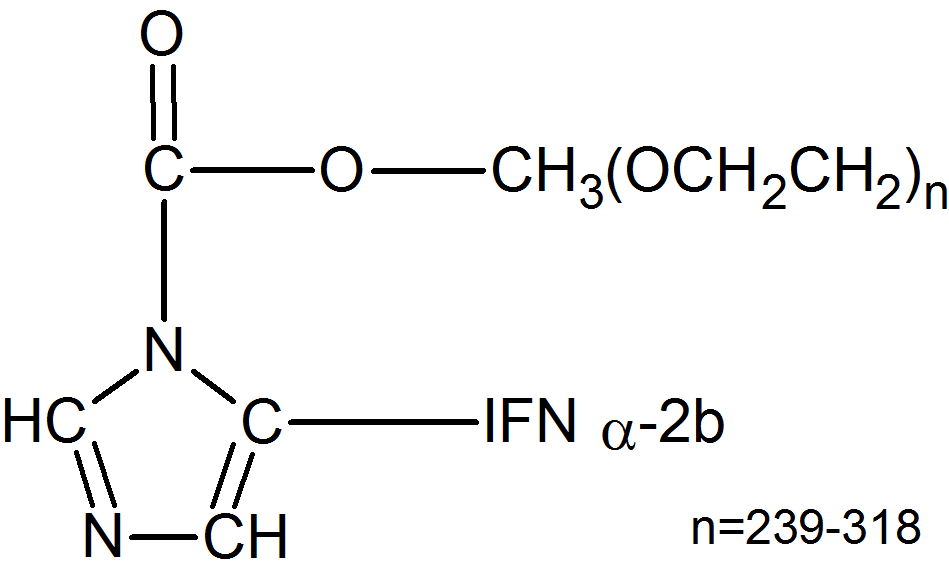 O
C O CH3(OCH2CH2)n
N
HC C IFN α-2b
N CH n=239-318